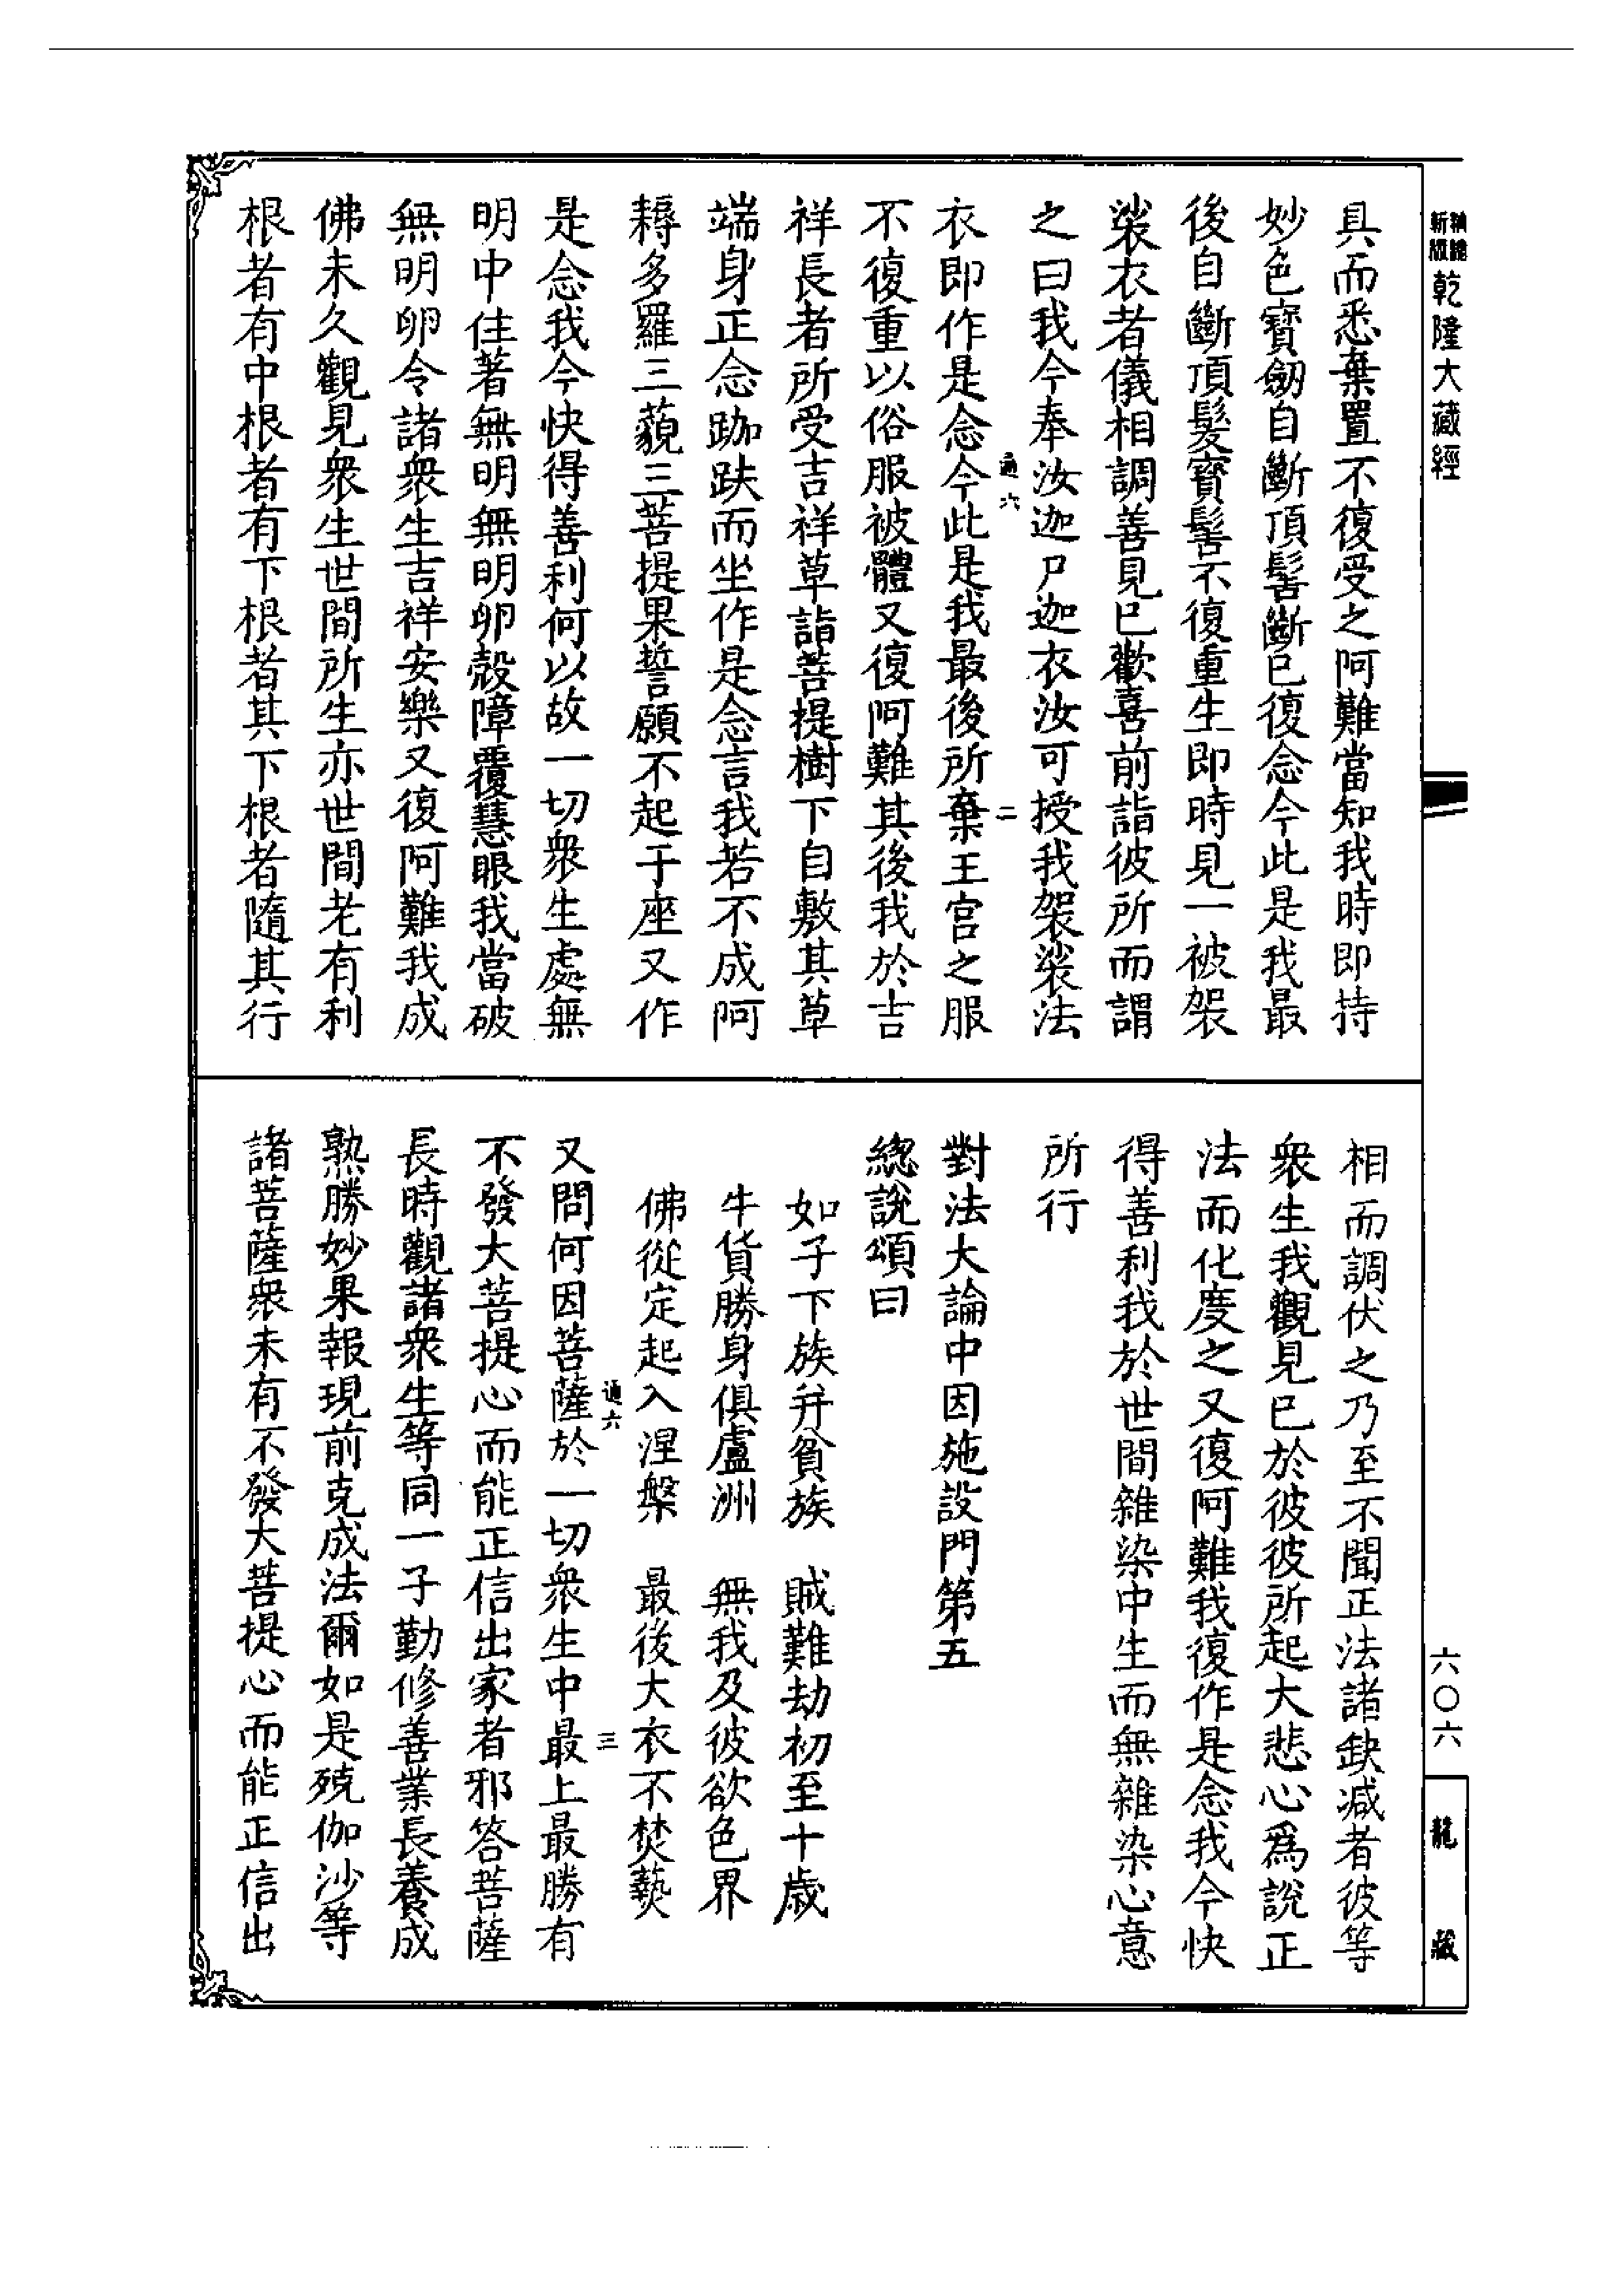 新版
乾隆大藏經
具而悉棄置不復受之阿難當知我時即持
妙色寶劒自斷頂髻斷已復念今此是我最
後自斷頂髮寶髻不復重生即時見一被袈
裟衣者儀相調善見已歡喜前詣彼所而謂
之曰我今奉汝迦尸迦衣汝可授我袈裟法
衣即作是念今此是我最後所棄王宮之服
通六
二
不復重以俗服被體又復阿難其後我於吉
祥長者所受吉祥草詣菩提樹下自敷其草
端身正念跏趺而坐作是念言我若不成阿
耨多羅三藐三菩提果誓願不起于座又作
是念我今快得善利何以故一切衆生處無
明中住著無明無明卵殼障覆慧眼我當破
無明卵令諸衆生吉祥安樂又復阿難我成
佛未久觀見衆生世間所生亦世間老有利
根者有中根者有下根者其下根者隨其行
相而調伏之乃至不聞正法諸缺減者彼等
衆生我觀見已於彼彼所起大悲心爲說正
法而化度之又復阿難我復作是念我今快
得善利我於世間雜染中生而無雜染心意
所行
對法大論中因施設門第五
總說頌曰
如子下族幷貧族　賊難劫初至十歲
牛貨勝身俱盧洲　無我及彼欲色界
佛從定起入涅槃　最後大衣不焚爇
又問何因菩薩於一切衆生中最上最勝有
通六
三
不發大菩提心而能正信出家者邪答菩薩
長時觀諸衆生等同一子勤修善業長養成
熟勝妙果報現前克成法爾如是殑伽沙等
諸菩薩衆未有不發大菩提心而能正信出
六〇六
龍藏